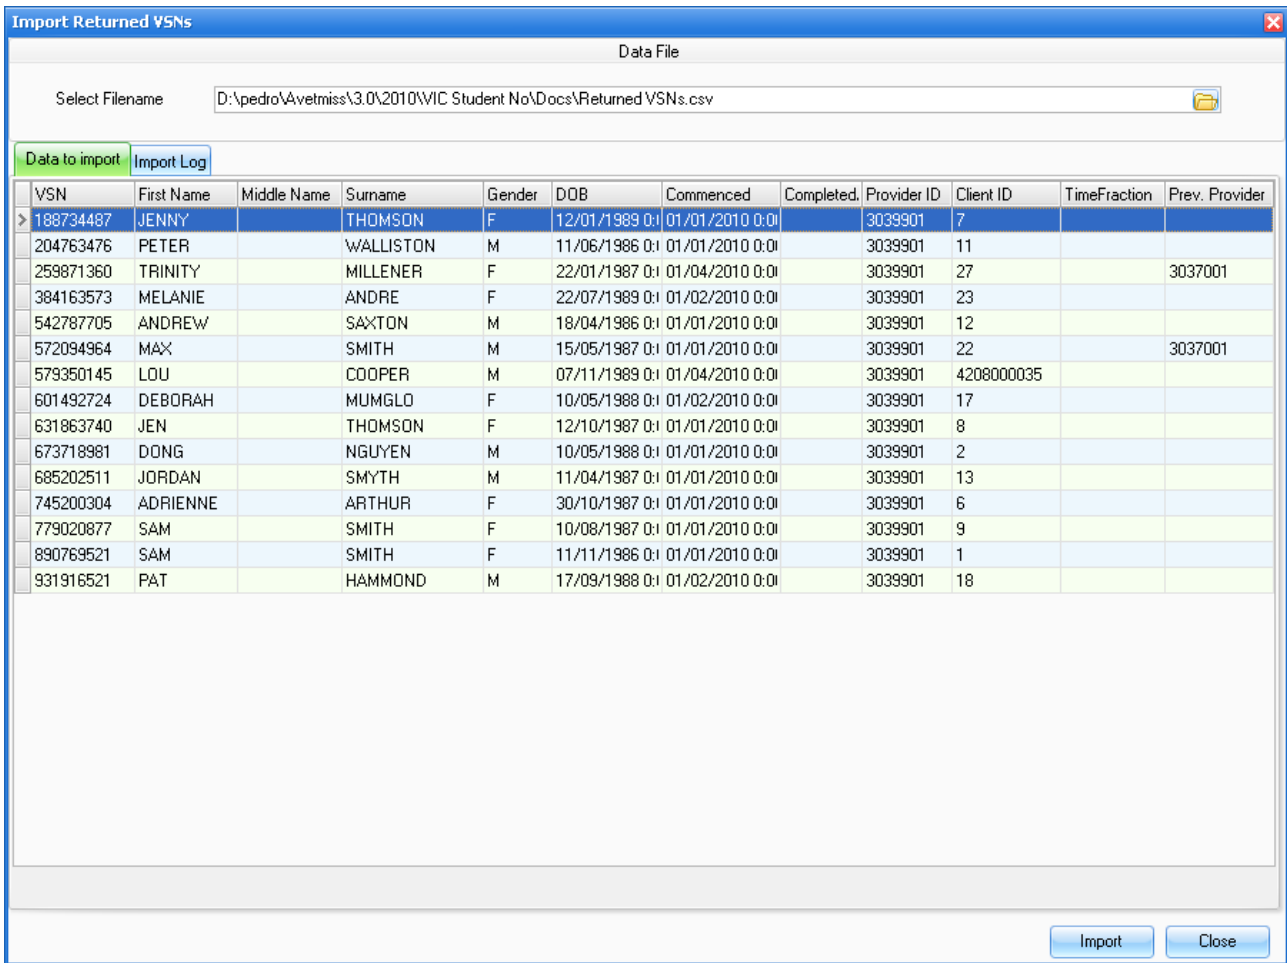 Import Returned VSNs
Data File
Select Filename D:\pedro\Avetmiss\3.0\2010\VIC Student No\Docs\Returned VSNs.csv
Data to import Import Log
VSN First Name Middle Name Surname Gender DOB Commenced Completed. Provider ID Client ID TimeFraction Prev. Provider
188734487 JENNY THOMSON F 12/01/1989 0: 01/01/2010 0:0 3039901 7
204763476 PETER WALLISTON M 11/06/1986 0: 01/01/2010 0:0 3039901 11
259871360 TRINITY MILLENER F 22/01/1987 0: 01/04/2010 0:0 3039901 27 3037001
384163573 MELANIE ANDRE F 22/07/1989 0: 01/02/2010 0:0 3039901 23
542787705 ANDREW SAXTON M 18/04/1986 0: 01/01/2010 0:0 3039901 12
572094964 MAX SMITH M 15/05/1987 0: 01/01/2010 0:0 3039901 22 3037001
579350145 LOU COOPER M 07/11/1989 0: 01/04/2010 0:0 3039901 4208000035
601492724 DEBORAH MUMGLO F 10/05/1988 0: 01/02/2010 0:0 3039901 17
631863740 JEN THOMSON F 12/10/1987 0: 01/01/2010 0:0 3039901 8
673718981 DONG NGUYEN M 10/05/1988 0: 01/01/2010 0:0 3039901 2
685202511 JORDAN SMYTH M 11/04/1987 0: 01/01/2010 0:0 3039901 13
745200304 ADRIENNE ARTHUR F 30/10/1987 0: 01/01/2010 0:0 3039901 6
779020877 SAM SMITH F 10/08/1987 0: 01/01/2010 0:0 3039901 9
890769521 SAM SMITH F 11/11/1986 0: 01/01/2010 0:0 3039901 1
931916521 PAT HAMMOND M 17/09/1988 0: 01/02/2010 0:0 3039901 18
Import Close